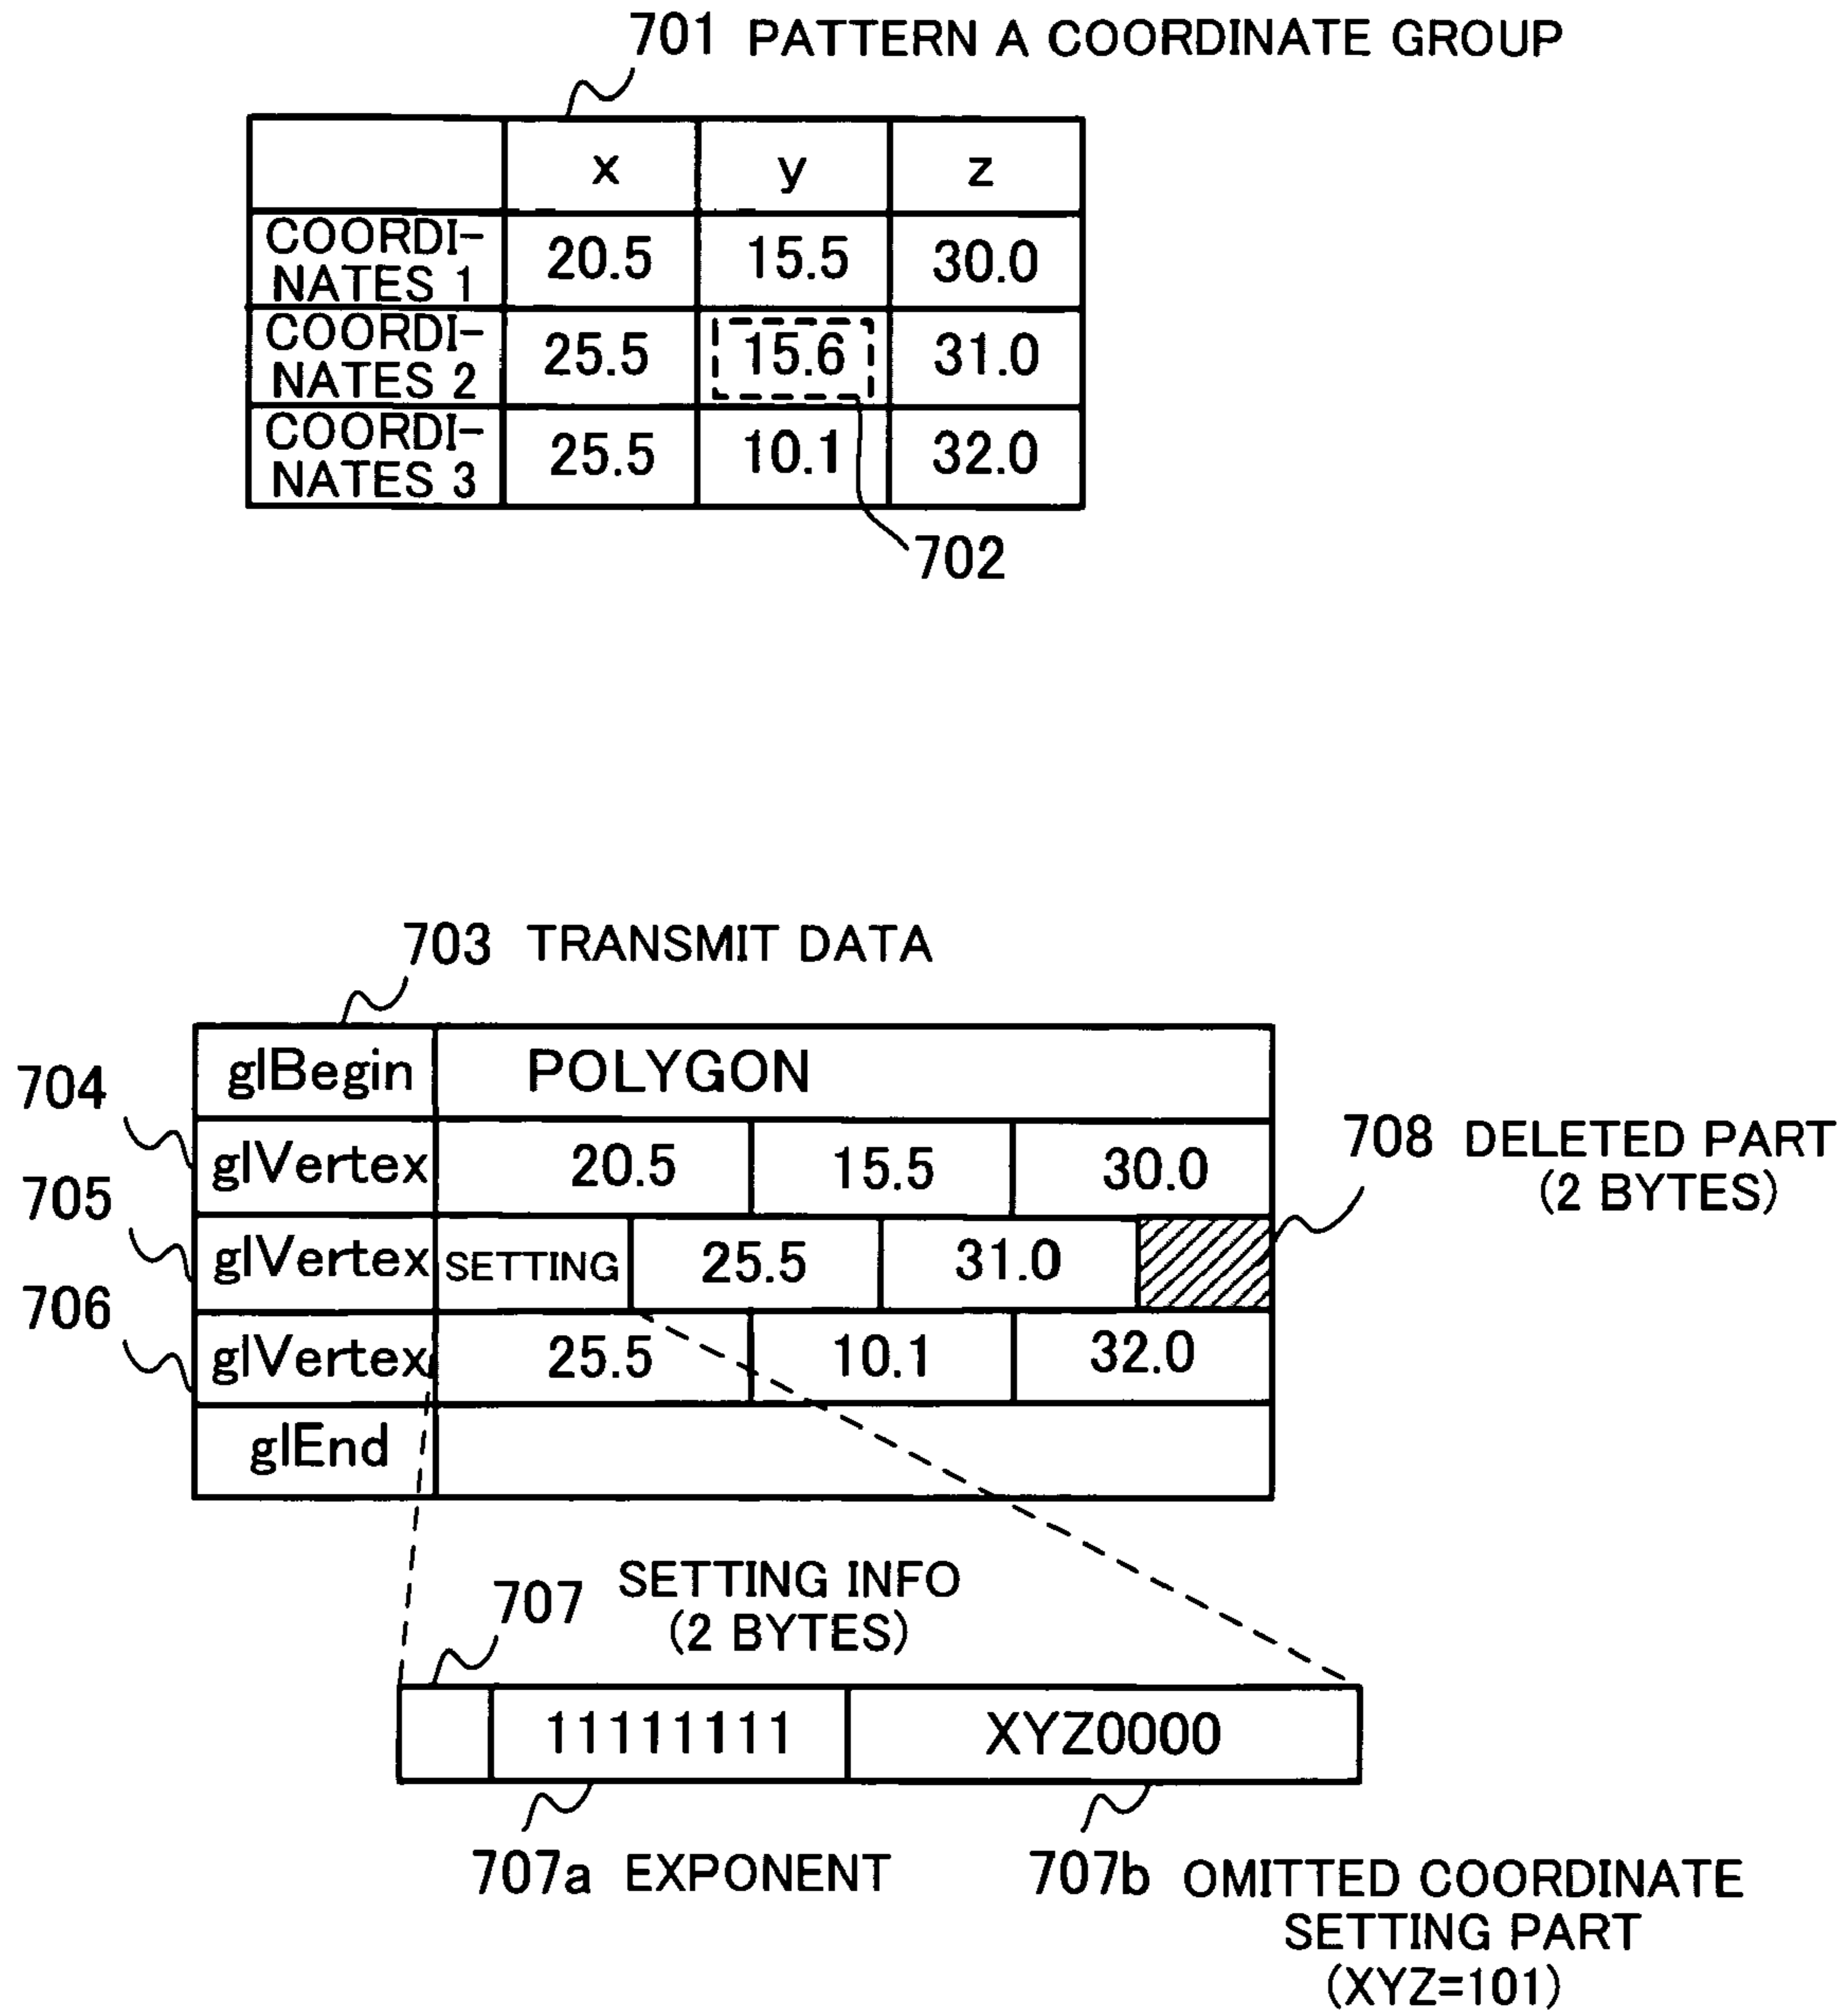 701 PATTERN A COORDINATE GROUP
x y z
COORDI-
NATES 1 20.5 15.5 30.0
COORDI-
NATES 2 25.5 15.6 31.0
COORDI-
NATES 3 25.5 10.1 32.0
702
703 TRANSMIT DATA
glBegin POLYGON
704
glVertex 20.5 15.5 30.0
708 DELETED PART
(2 BYTES)
705
glVertex SETTING 25.5 31.0
706
glVertex 25.5 10.1 32.0
glEnd
707 SETTING INFO
(2 BYTES)
11111111 XYZ0000
707a EXPONENT
707b OMITTED COORDINATE
SETTING PART
(XYZ=101)